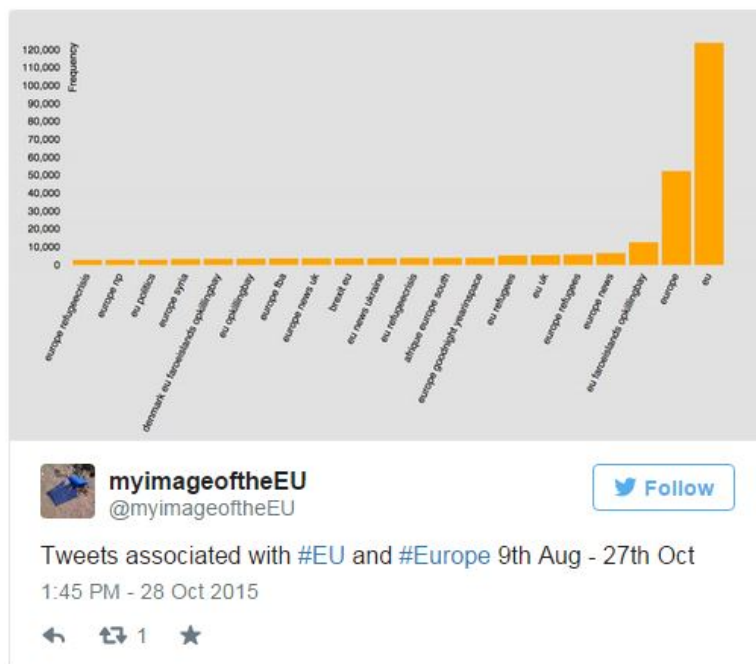 120,000
110,000
100,000
90,000
80,000
70,000
60,000
50,000
40,000
30,000
20,000
10,000
0
Frequency
europe refugeecrisis
europe np
eu politics
europe syria
denmark eu faroeislands opkillingbay
eu opkillingbay
europe fba
europe news uk
brexit eu
eu news ukraine
eu refugeecrisis
afrique europe south
europe goodnight yearinspace
eu refugees
eu uk
europe refugees
europe news
eu faroeislands opkillingbay
europe
eu
myimageoftheEU
@myimageoftheEU
Follow
Tweets associated with #EU and #Europe 9th Aug - 27th Oct
1:45 PM - 28 Oct 2015
1